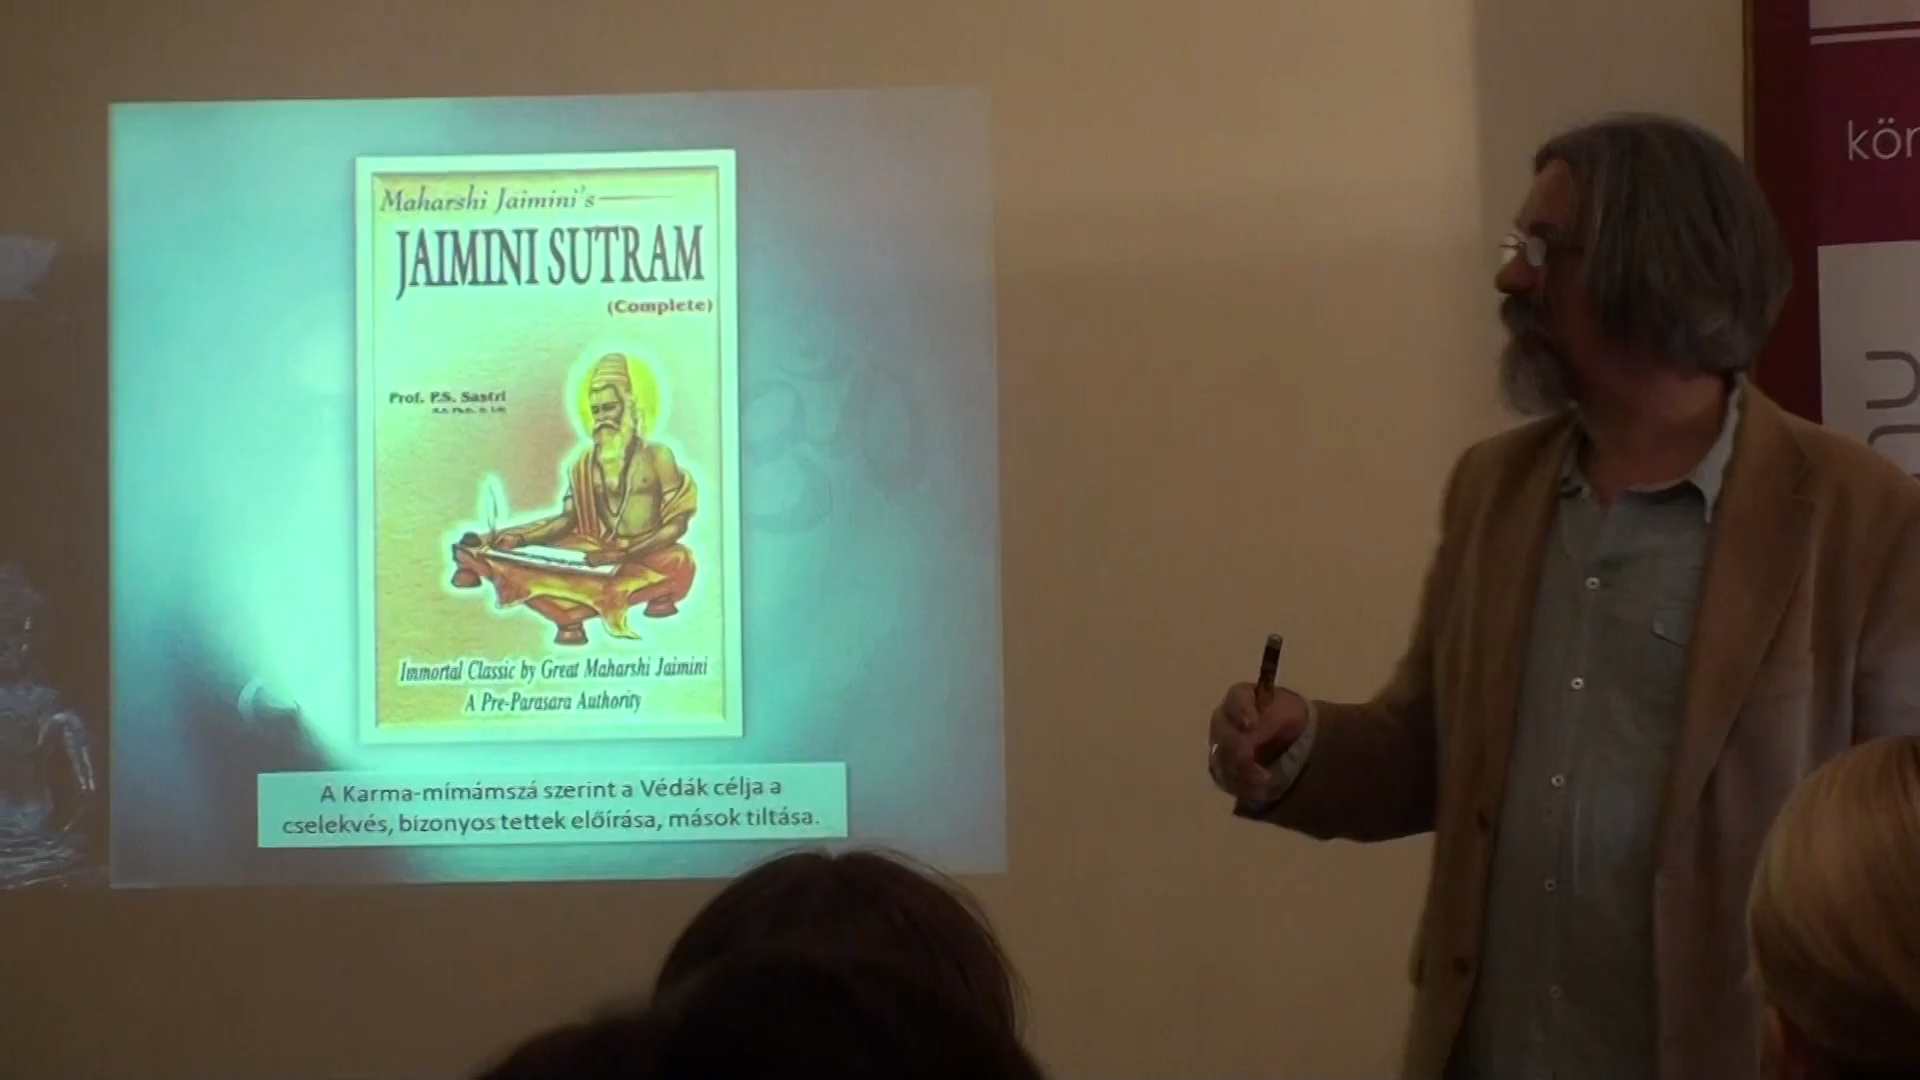 Maharshi Jaimini's
JAIMINI SUTRAM
(Complete)
Prof. P.S. Sastri
Immortal Classic by Great Maharshi Jaimini
A Pre-Parasara Authority
A Karma-mímámszá szerint a Védák célja a
cselekvés, bizonyos tettek előírása, mások tiltása.
kör